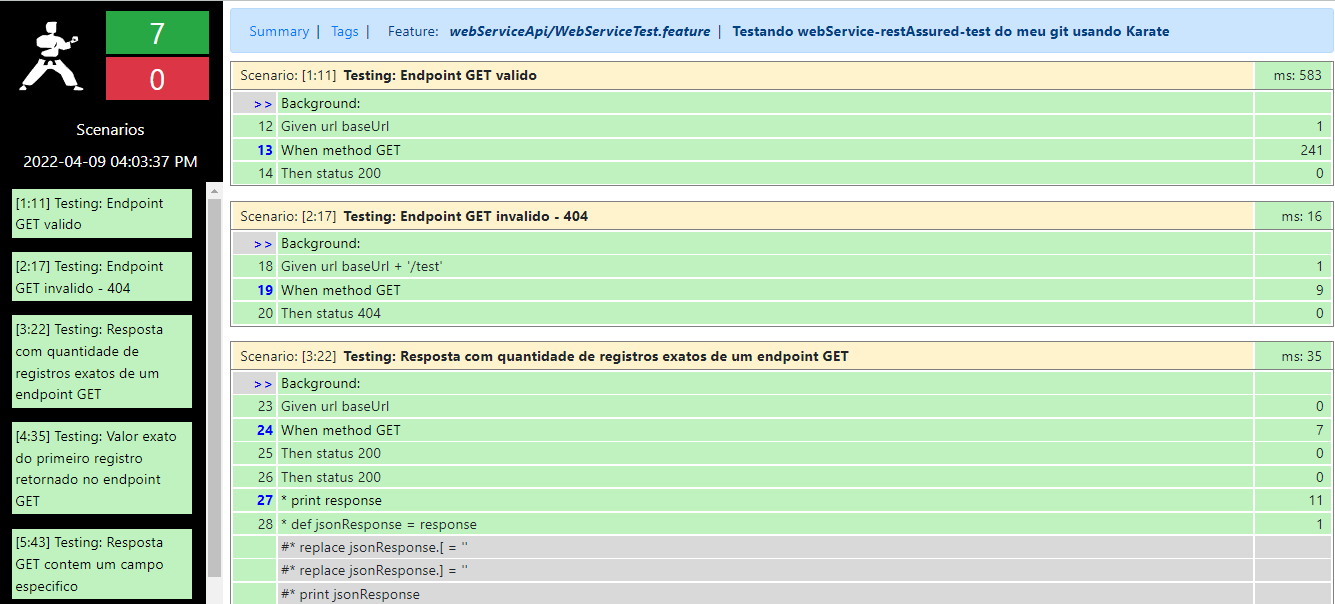 7
0
Scenarios
2022-04-09 04:03:37 PM
[1:11] Testing: Endpoint
GET valido
[2:17] Testing: Endpoint
GET invalido - 404
[3:22] Testing: Resposta
com quantidade de
registros exatos de um
endpoint GET
[4:35] Testing: Valor exato
do primeiro registro
retornado no endpoint
GET
[5:43] Testing: Resposta
GET contem um campo
especifico
Summary | Tags | Feature: webServiceApi/WebServiceTest.feature | Testando webService-restAssured-test do meu git usando Karate
Scenario: [1:11] Testing: Endpoint GET valido ms: 583
>> Background:
12 Given url baseUrl 1
13 When method GET 241
14 Then status 200 0
Scenario: [2:17] Testing: Endpoint GET invalido - 404 ms: 16
>> Background:
18 Given url baseUrl + '/test' 1
19 When method GET 9
20 Then status 404 0
Scenario: [3:22] Testing: Resposta com quantidade de registros exatos de um endpoint GET ms: 35
>> Background:
23 Given url baseUrl 0
24 When method GET 7
25 Then status 200 0
26 Then status 200 0
27 * print response 11
28 * def jsonResponse = response 1
#* replace jsonResponse.[ = ''
#* replace jsonResponse.] = ''
#* print jsonResponse